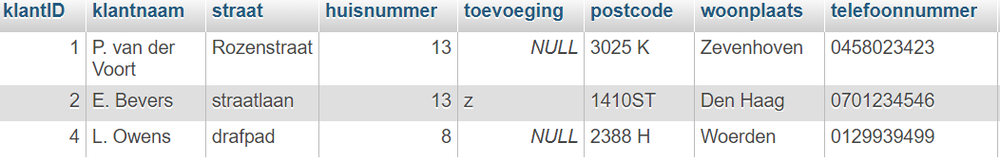 klantID klantnaam straat huisnummer toevoeging postcode woonplaats telefoonnummer
1 P. van der Voort Rozenstraat 13 NULL 3025 K Zevenhoven 0458023423
2 E. Bevers straatlaan 13 z 1410ST Den Haag 0701234546
4 L. Owens drafpad 8 NULL 2388 H Woerden 0129939499